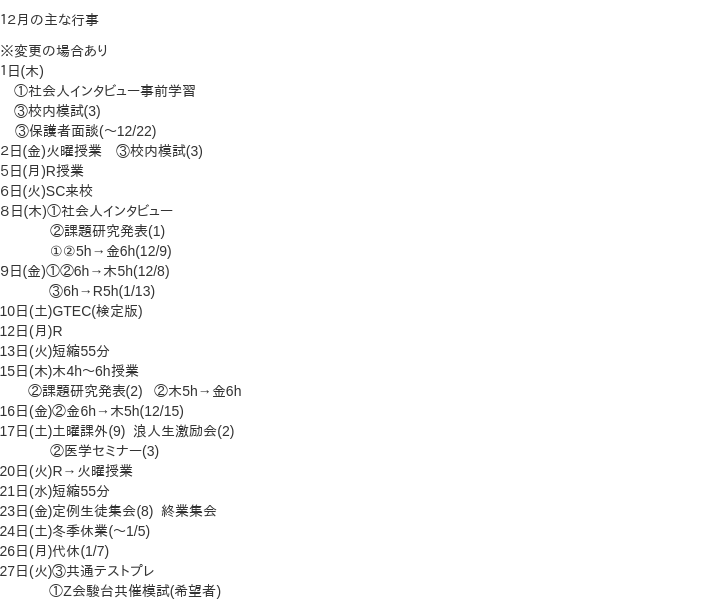 12月の主な行事
※変更の場合あり
1日(木)
①社会人インタビュー事前学習
③校内模試(3)
③保護者面談(～12/22)
2日(金)火曜授業　③校内模試(3)
5日(月)R授業
6日(火)SC来校
8日(木)①社会人インタビュー
②課題研究発表(1)
①②5h→金6h(12/9)
9日(金)①②6h→木5h(12/8)
③6h→R5h(1/13)
10日(土)GTEC(検定版)
12日(月)R
13日(火)短縮55分
15日(木)木4h～6h授業
②課題研究発表(2)　②木5h→金6h
16日(金)②金6h→木5h(12/15)
17日(土)土曜課外(9)  浪人生激励会(2)
②医学セミナー(3)
20日(火)R→火曜授業
21日(水)短縮55分
23日(金)定例生徒集会(8)  終業集会
24日(土)冬季休業(～1/5)
26日(月)代休(1/7)
27日(火)③共通テストプレ
①Z会駿台共催模試(希望者)